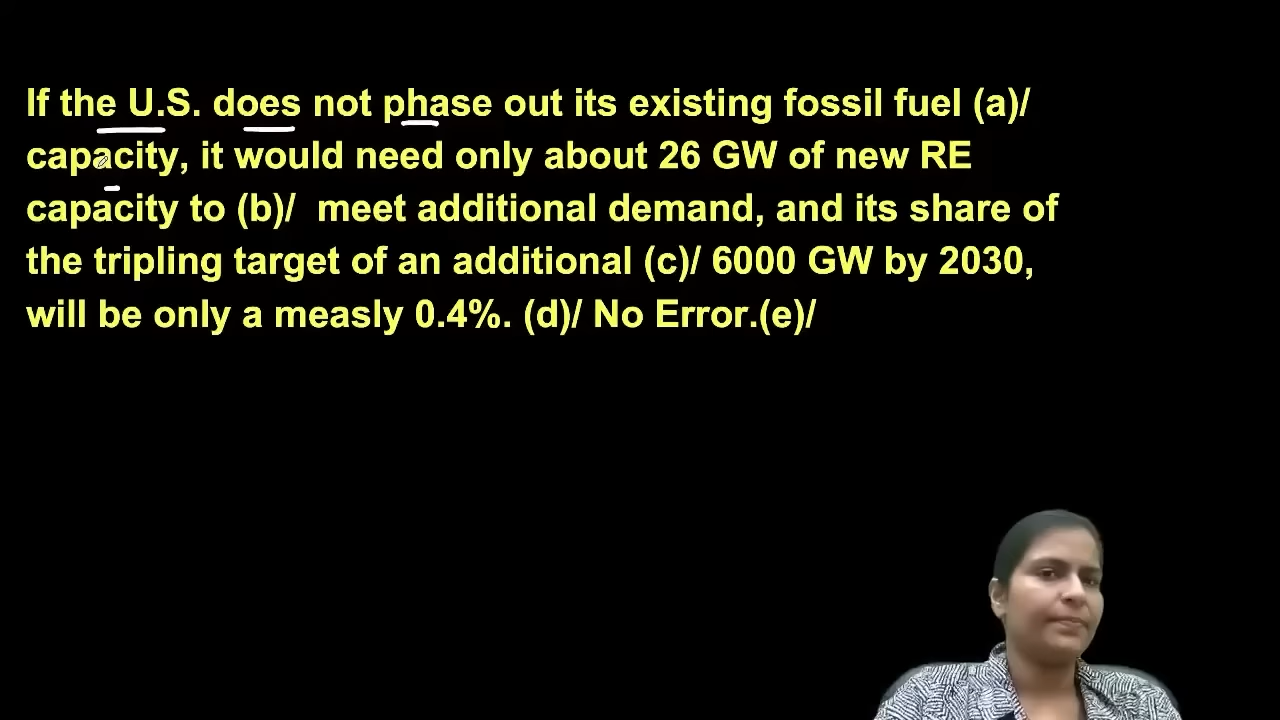 If the U.S. does not phase out its existing fossil fuel (a)/
capacity, it would need only about 26 GW of new RE
capacity to (b)/ meet additional demand, and its share of
the tripling target of an additional (c)/ 6000 GW by 2030,
will be only a measly 0.4%. (d)/ No Error.(e)/